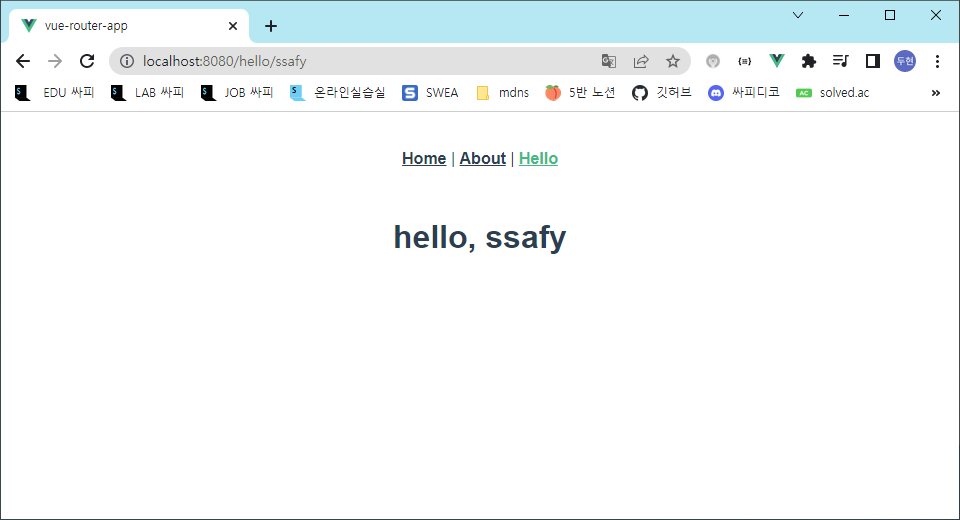 vue-router-app
localhost:8080/hello/ssafy
두현
EDU 싸피 LAB 싸피 JOB 싸피 온라인실습실 SWEA mdns 5반 노션 깃허브 싸피디코 AC solved.ac »
Home | About | Hello
hello, ssafy